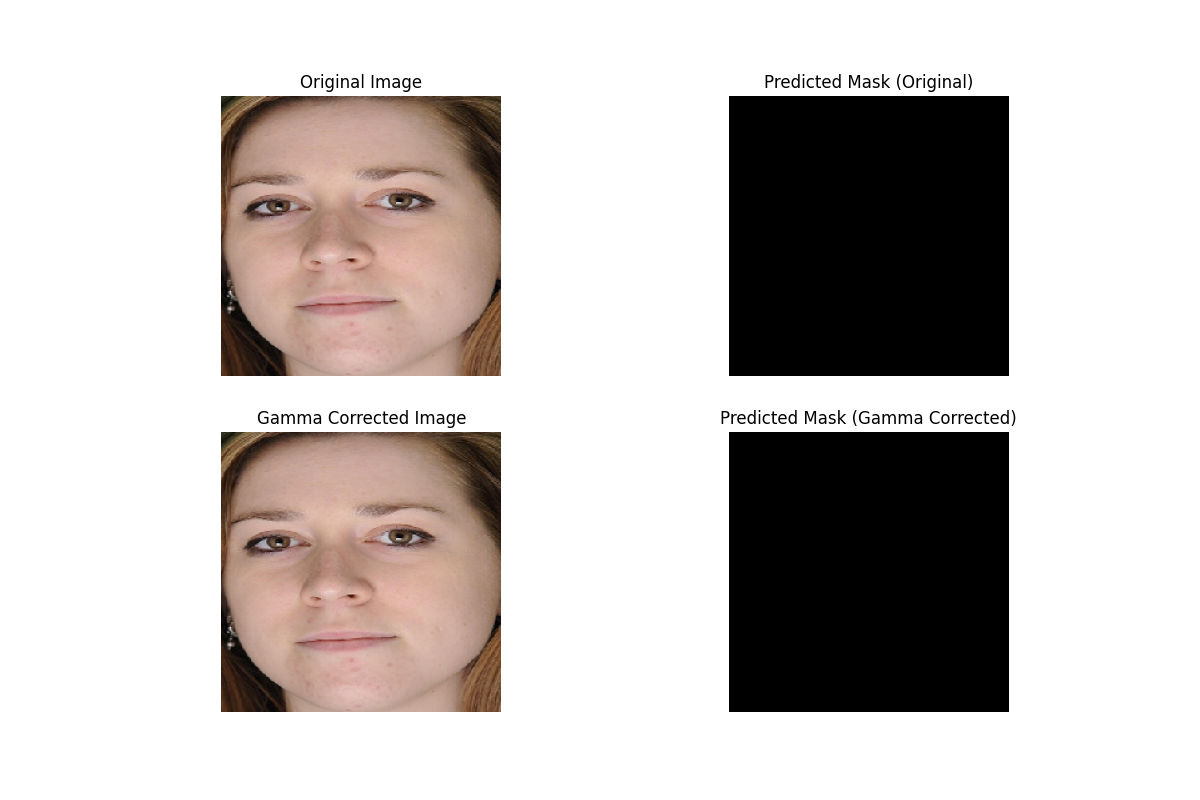 Original Image
Predicted Mask (Original)
Gamma Corrected Image
Predicted Mask (Gamma Corrected)